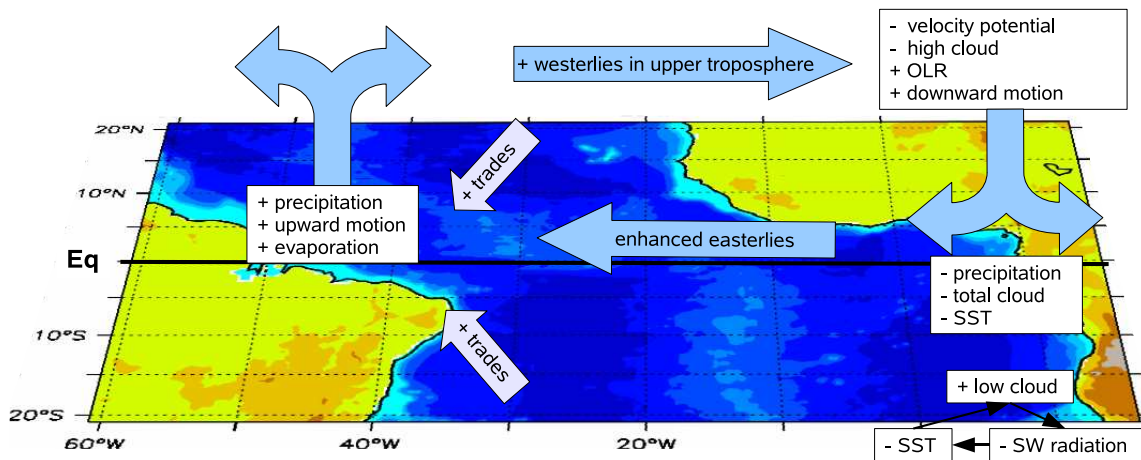 - velocity potential
- high cloud
+ OLR
+ downward motion
+ westerlies in upper troposphere
20°N
+ trades
10°N
+ precipitation
+ upward motion
+ evaporation
enhanced easterlies
Eq
- precipitation
- total cloud
- SST
10°S
+ trades
+ low cloud
20°S
60°W
40°W
20°W
- SST
- SW radiation